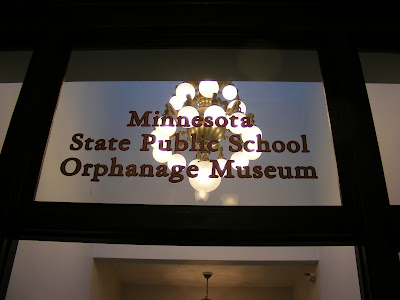 Minnesota
State Public School
Orphanage Museum